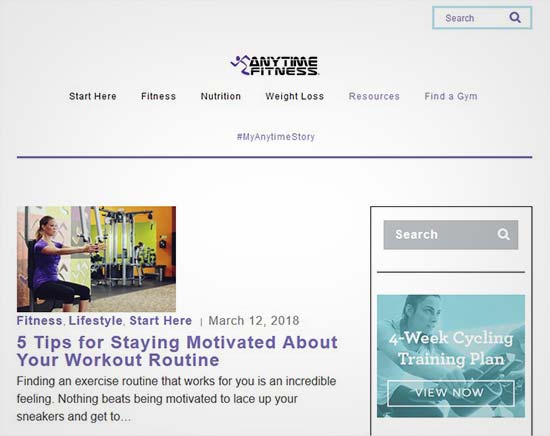 Search
ANYTIME
FITNESS
Start Here Fitness Nutrition Weight Loss Resources Find a Gym
#MyAnytimeStory
Search
Fitness, Lifestyle, Start Here | March 12, 2018
5 Tips for Staying Motivated About
Your Workout Routine
Finding an exercise routine that works for you is an incredible
feeling. Nothing beats being motivated to lace up your
sneakers and get to…
4-Week Cycling
Training Plan
VIEW NOW